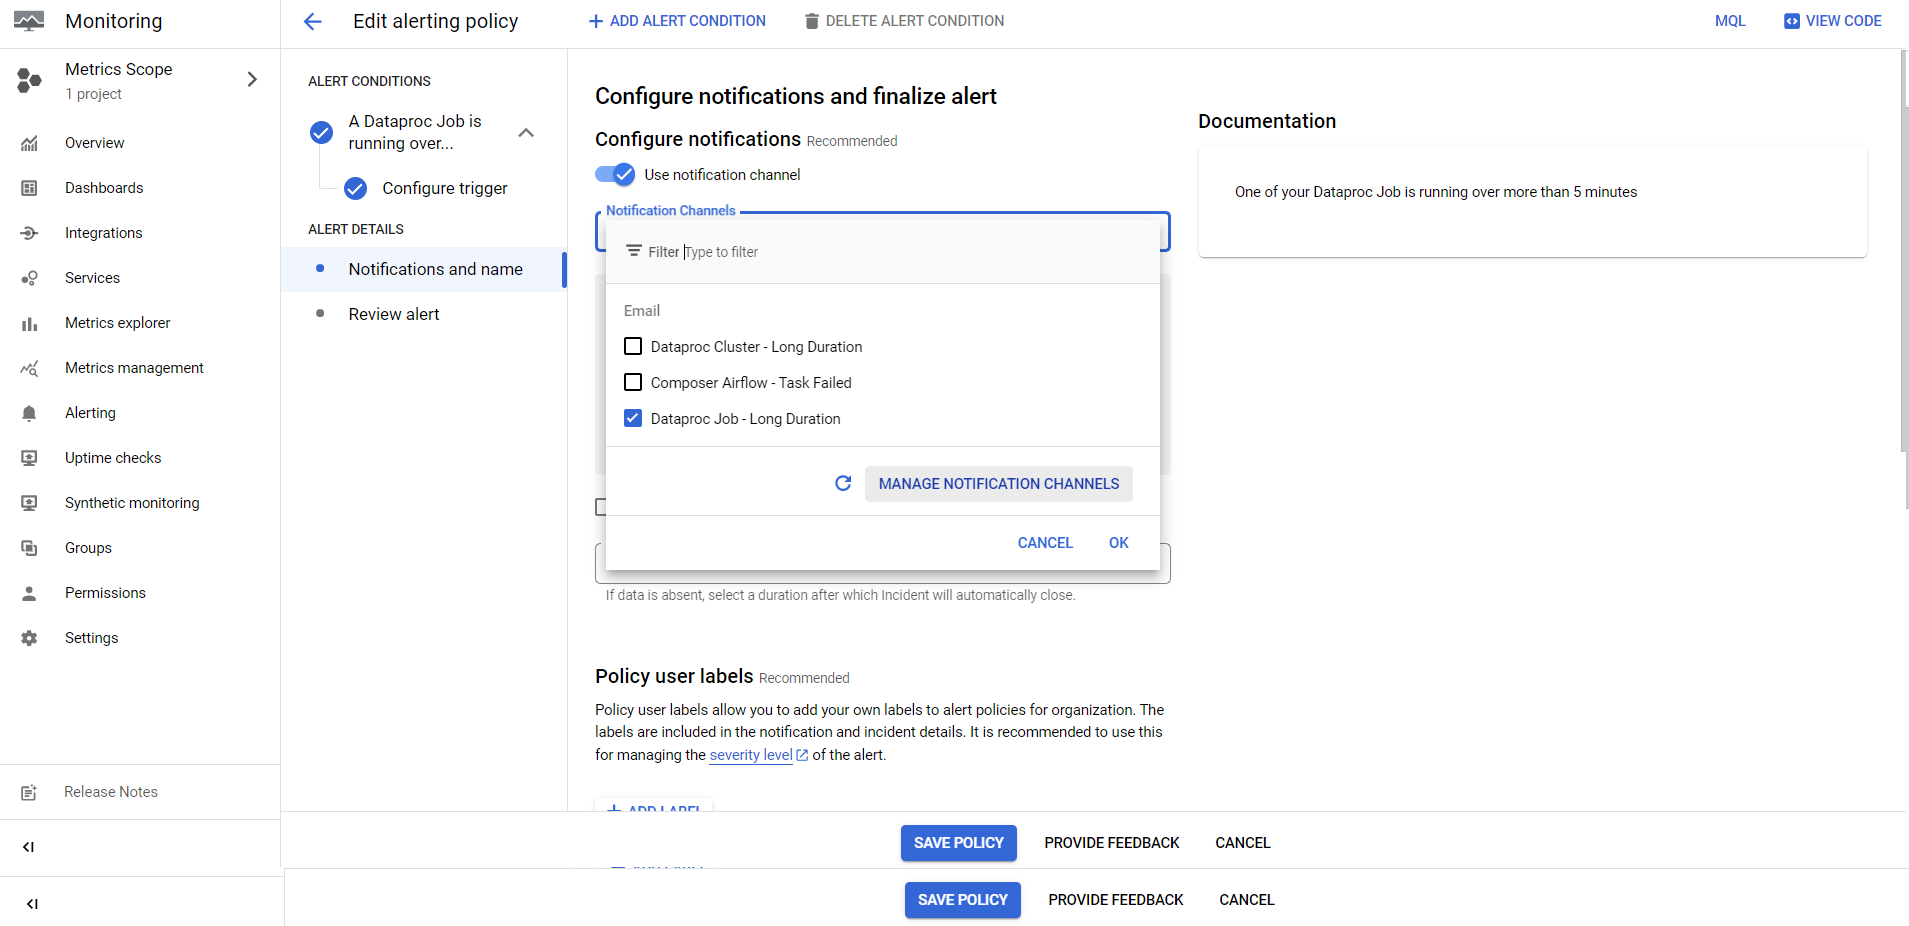 Monitoring
Edit alerting policy
ADD ALERT CONDITION
DELETE ALERT CONDITION
MQL
VIEW CODE
Metrics Scope
1 project
Overview
Dashboards
Integrations
Services
Metrics explorer
Metrics management
Alerting
Uptime checks
Synthetic monitoring
Groups
Permissions
Settings
Release Notes
ALERT CONDITIONS
A Dataproc Job is
running over...
Configure trigger
ALERT DETAILS
Notifications and name
Review alert
Configure notifications and finalize alert
Configure notifications Recommended
Use notification channel
Notification Channels
Filter Type to filter
Email
Dataproc Cluster - Long Duration
Composer Airflow - Task Failed
Dataproc Job - Long Duration
MANAGE NOTIFICATION CHANNELS
CANCEL OK
If data is absent, select a duration after which Incident will automatically close.
Policy user labels Recommended
Policy user labels allow you to add your own labels to alert policies for organization. The
labels are included in the notification and incident details. It is recommended to use this
for managing the severity level of the alert.
ADD LABEL
Documentation
One of your Dataproc Job is running over more than 5 minutes
SAVE POLICY PROVIDE FEEDBACK CANCEL
SAVE POLICY PROVIDE FEEDBACK CANCEL